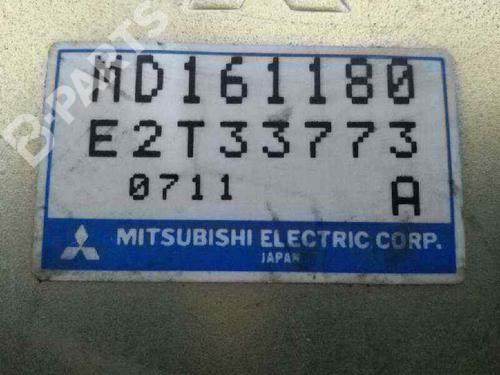 B-PARTS
MD161180
E2T33773
0711 A
MITSUBISHI ELECTRIC CORP.
JAPAN